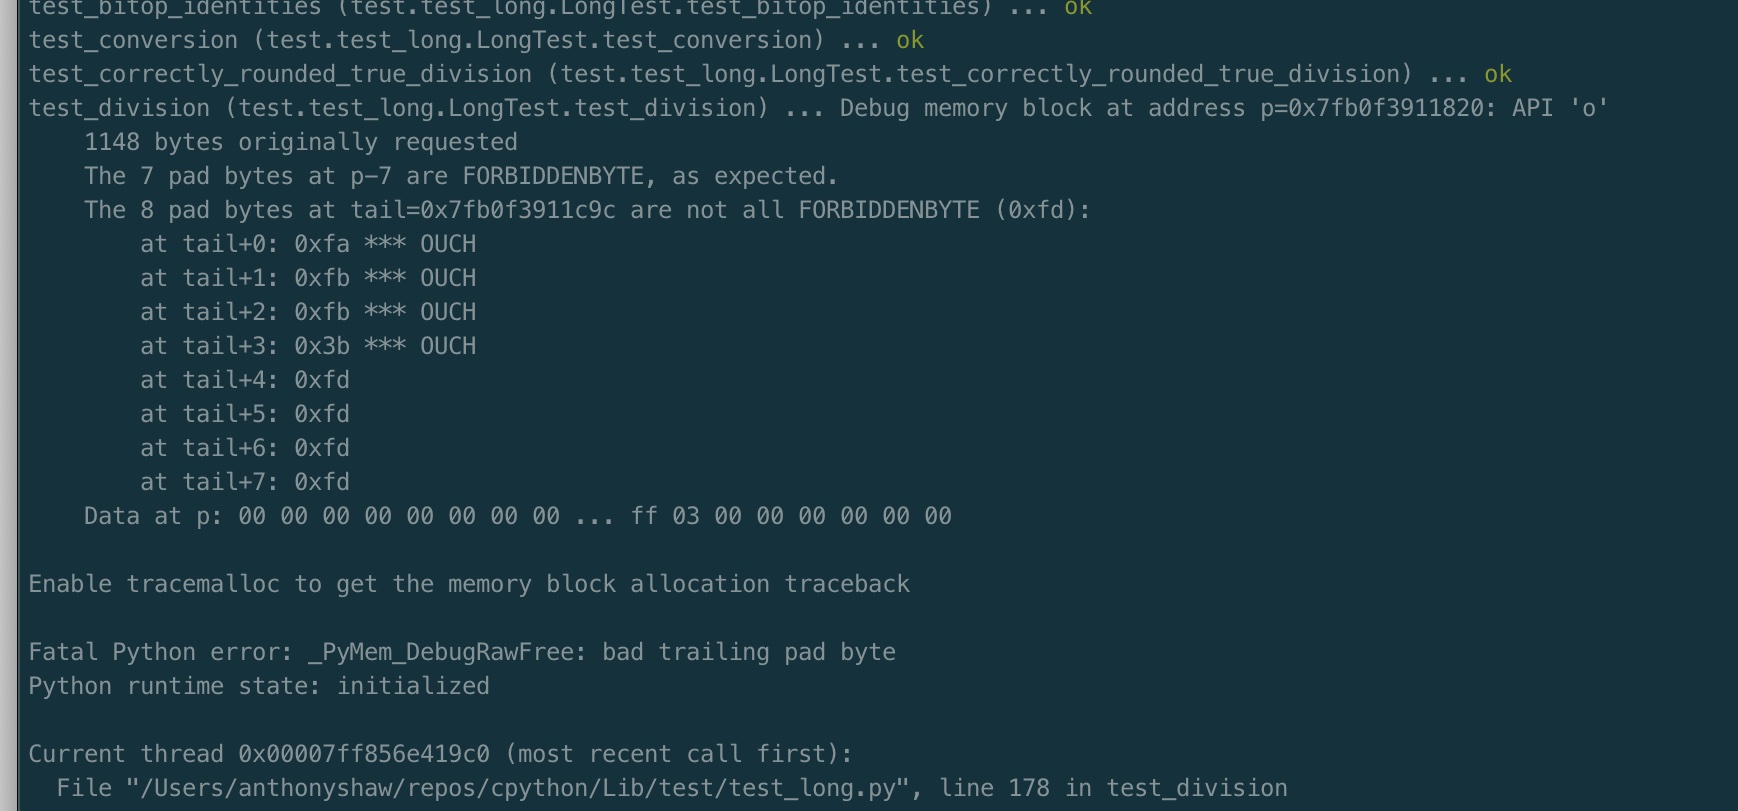 test_bitop_identities (test.test_long.LongTest.test_bitop_identities) ... ok
test_conversion (test.test_long.LongTest.test_conversion) ... ok
test_correctly_rounded_true_division (test.test_long.LongTest.test_correctly_rounded_true_division) ... ok
test_division (test.test_long.LongTest.test_division) ... Debug memory block at address p=0x7fb0f3911820: API 'o'
    1148 bytes originally requested
    The 7 pad bytes at p-7 are FORBIDDENBYTE, as expected.
    The 8 pad bytes at tail=0x7fb0f3911c9c are not all FORBIDDENBYTE (0xfd):
        at tail+0: 0xfa *** OUCH
        at tail+1: 0xfb *** OUCH
        at tail+2: 0xfb *** OUCH
        at tail+3: 0x3b *** OUCH
        at tail+4: 0xfd
        at tail+5: 0xfd
        at tail+6: 0xfd
        at tail+7: 0xfd
    Data at p: 00 00 00 00 00 00 00 00 ... ff 03 00 00 00 00 00 00
Enable tracemalloc to get the memory block allocation traceback
Fatal Python error: _PyMem_DebugRawFree: bad trailing pad byte
Python runtime state: initialized
Current thread 0x00007ff856e419c0 (most recent call first):
  File "/Users/anthonyshaw/repos/cpython/Lib/test/test_long.py", line 178 in test_division